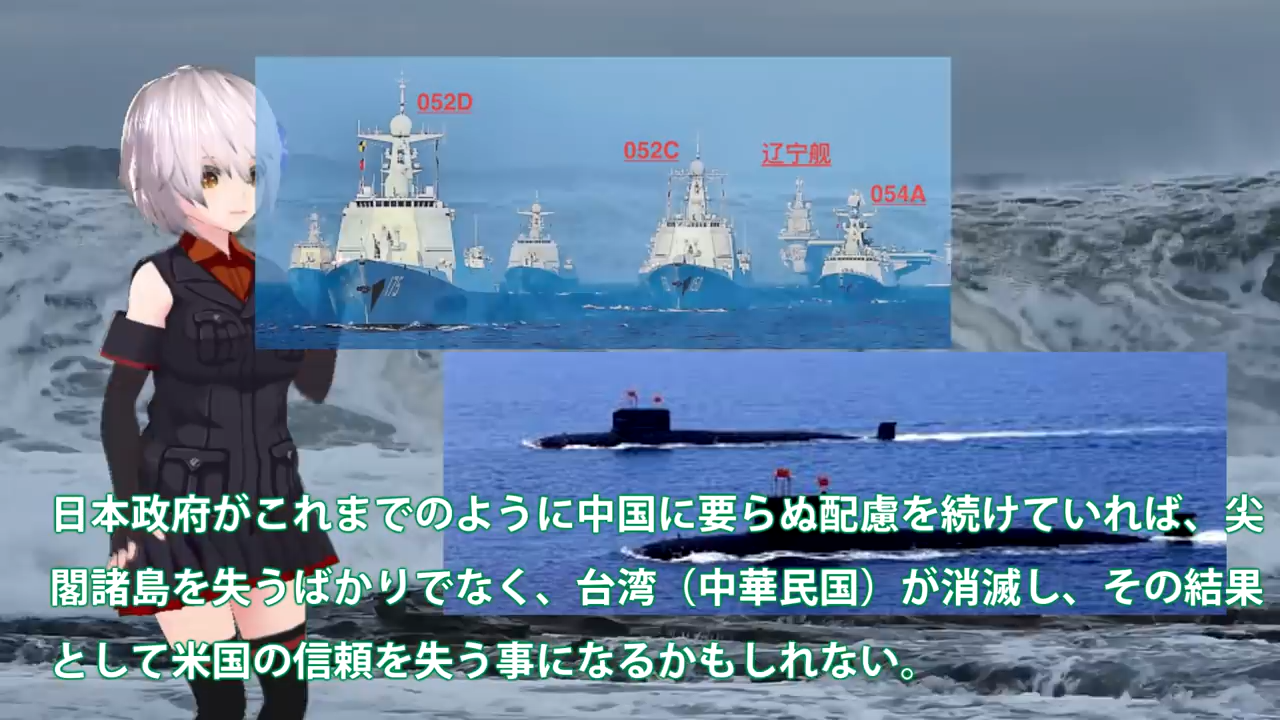 052D
052C
辽宁舰
054A
175
日本政府がこれまでのように中国に要らぬ配慮を続けていれば、尖
閣諸島を失うばかりでなく、台湾（中華民国）が消滅し、その結果
として米国の信頼を失う事になるかもしれない。